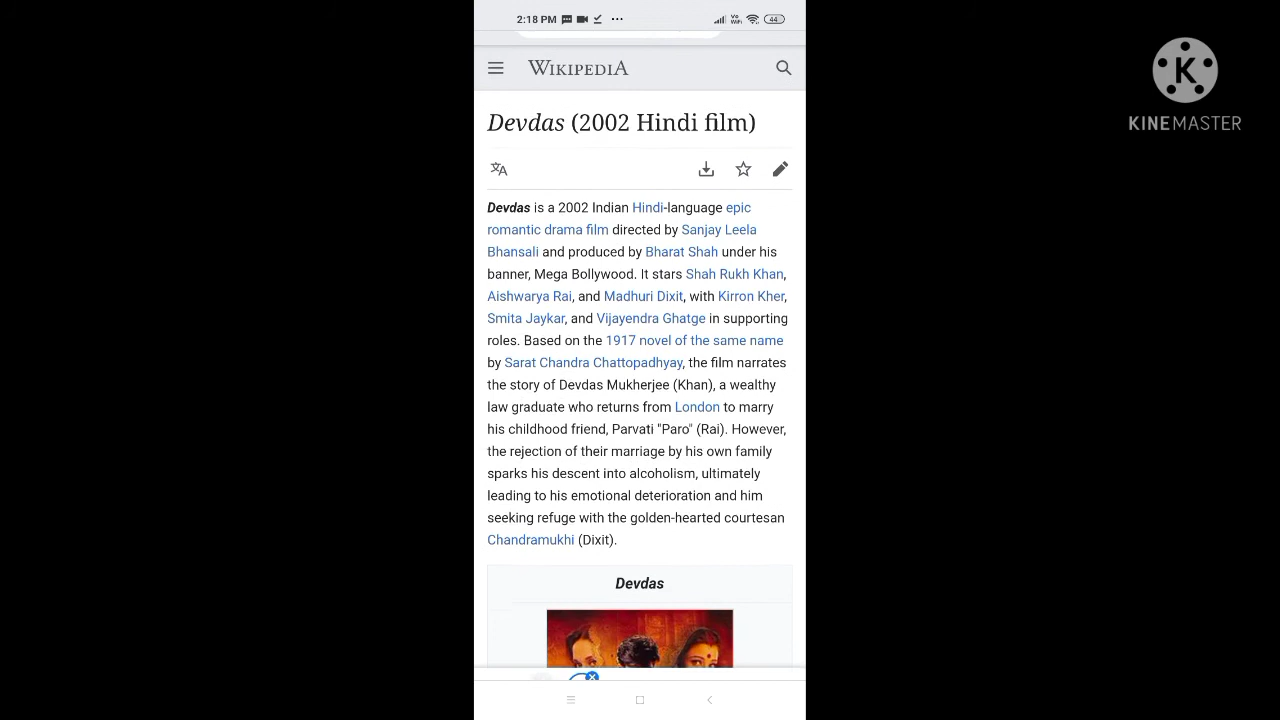 2:18 PM
Vo
WiFi
44
WIKIPEDIA
Devdas (2002 Hindi film)
Devdas is a 2002 Indian Hindi-language epic
romantic drama film directed by Sanjay Leela
Bhansali and produced by Bharat Shah under his
banner, Mega Bollywood. It stars Shah Rukh Khan,
Aishwarya Rai, and Madhuri Dixit, with Kirron Kher,
Smita Jaykar, and Vijayendra Ghatge in supporting
roles. Based on the 1917 novel of the same name
by Sarat Chandra Chattopadhyay, the film narrates
the story of Devdas Mukherjee (Khan), a wealthy
law graduate who returns from London to marry
his childhood friend, Parvati "Paro" (Rai). However,
the rejection of their marriage by his own family
sparks his descent into alcoholism, ultimately
leading to his emotional deterioration and him
seeking refuge with the golden-hearted courtesan
Chandramukhi (Dixit).
Devdas
K
KINEMASTER